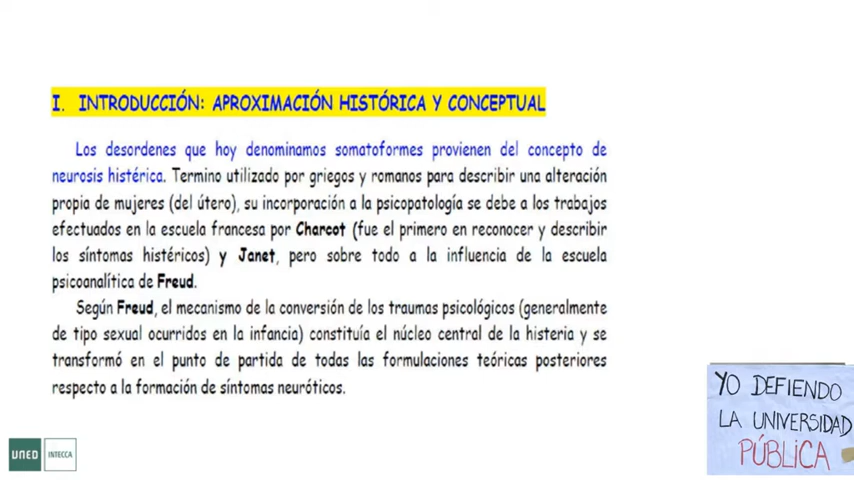 I. INTRODUCCIÓN: APROXIMACIÓN HISTÓRICA Y CONCEPTUAL
Los desordenes que hoy denominamos somatoformes provienen del concepto de
neurosis histérica. Termino utilizado por griegos y romanos para describir una alteración
propia de mujeres (del útero), su incorporación a la psicopatología se debe a los trabajos
efectuados en la escuela francesa por Charcot (fue el primero en reconocer y describir
los síntomas histéricos) y Janet, pero sobre todo a la influencia de la escuela
psicoanalítica de Freud.
Según Freud, el mecanismo de la conversión de los traumas psicológicos (generalmente
de tipo sexual ocurridos en la infancia) constituía el núcleo central de la histeria y se
transformó en el punto de partida de todas las formulaciones teóricas posteriores
respecto a la formación de síntomas neuróticos.
YO DEFIENDO
LA UNIVERSIDAD
PÚBLICA
UNED INTECCA